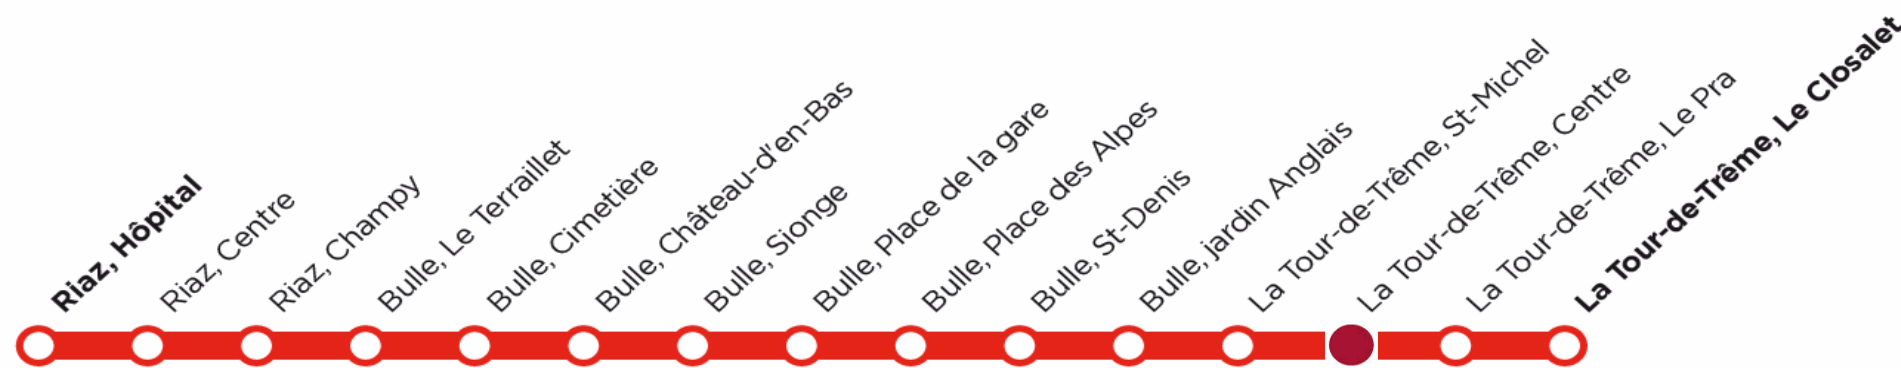 Riaz, Hôpital
Riaz, Centre
Riaz, Champy
Bulle, Le Terraillet
Bulle, Cimetière
Bulle, Château-d'en-Bas
Bulle, Sionge
Bulle, Place de la gare
Bulle, Place des Alpes
Bulle, St-Denis
Bulle, jardin Anglais
La Tour-de-Trême, St-Michel
La Tour-de-Trême, Centre
La Tour-de-Trême, Le Pra
La Tour-de-Trême, Le Closalet